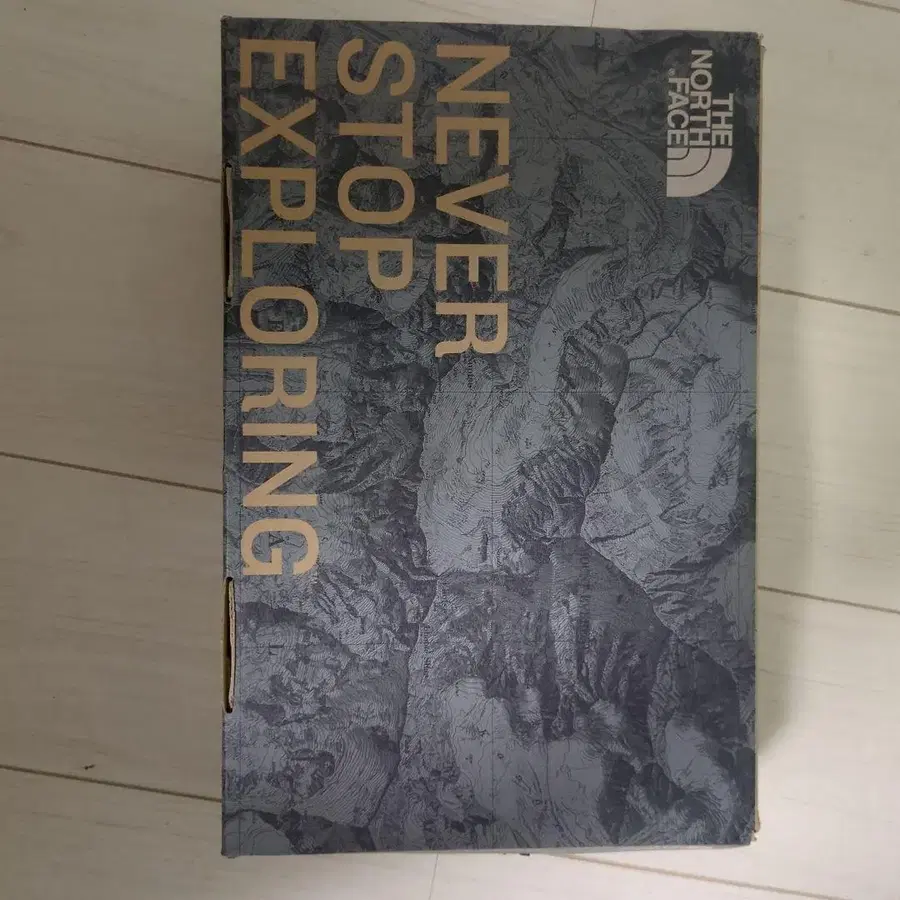 THE
NORTH
FACE
NEVER
STOP
EXPLORING